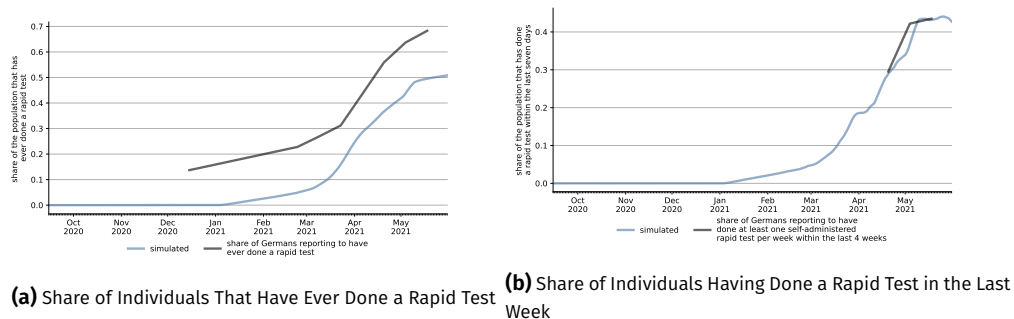 share of the population that has
ever done a rapid test
0.7
0.6
0.5
0.4
0.3
0.2
0.1
0.0
Oct
2020
Nov
2020
Dec
2020
Jan
2021
Feb
2021
Mar
2021
Apr
2021
May
2021
simulated
share of Germans reporting to have
ever done a rapid test
(a) Share of Individuals That Have Ever Done a Rapid Test
share of the population that has done
a rapid test within the last seven days
0.4
0.3
0.2
0.1
0.0
Oct
2020
Nov
2020
Dec
2020
Jan
2021
Feb
2021
Mar
2021
Apr
2021
May
2021
simulated
share of Germans reporting to have
done at least one self-administered
rapid test per week within the last 4 weeks
(b) Share of Individuals Having Done a Rapid Test in the Last
Week